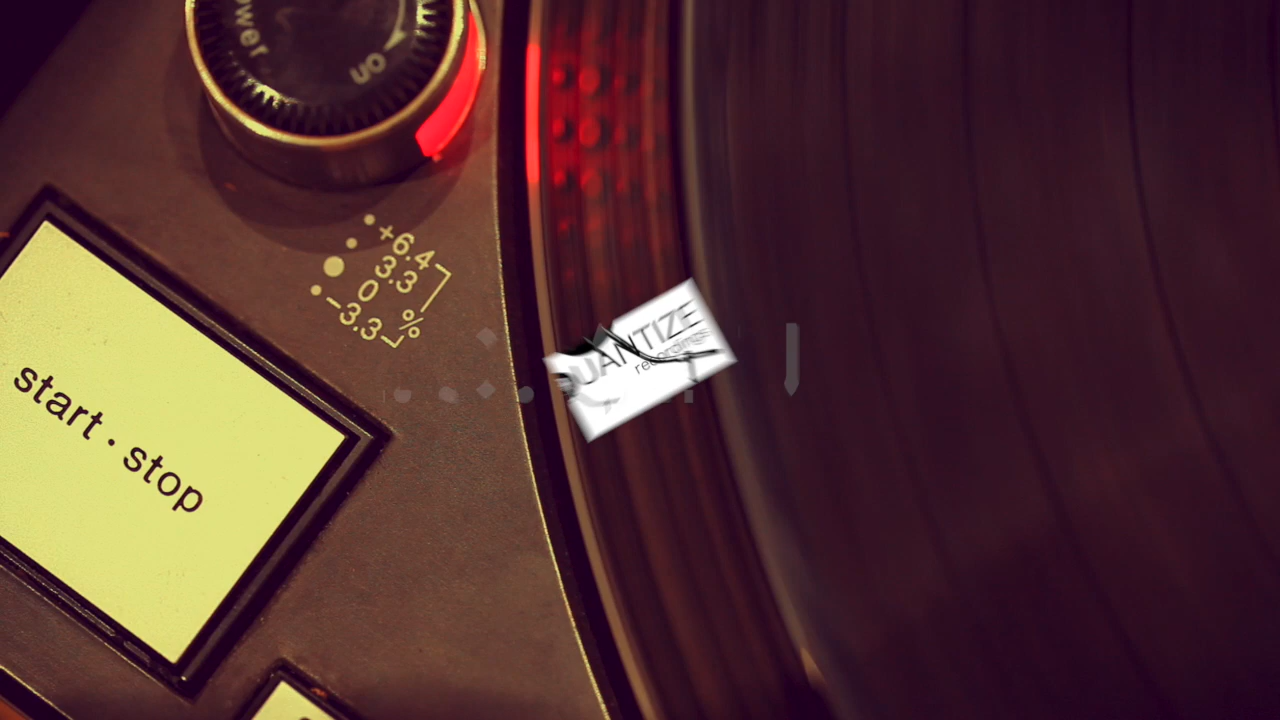 power
on
+6.4
3.3
0
-3.3
%
start·stop
QUANTIZE
recordings